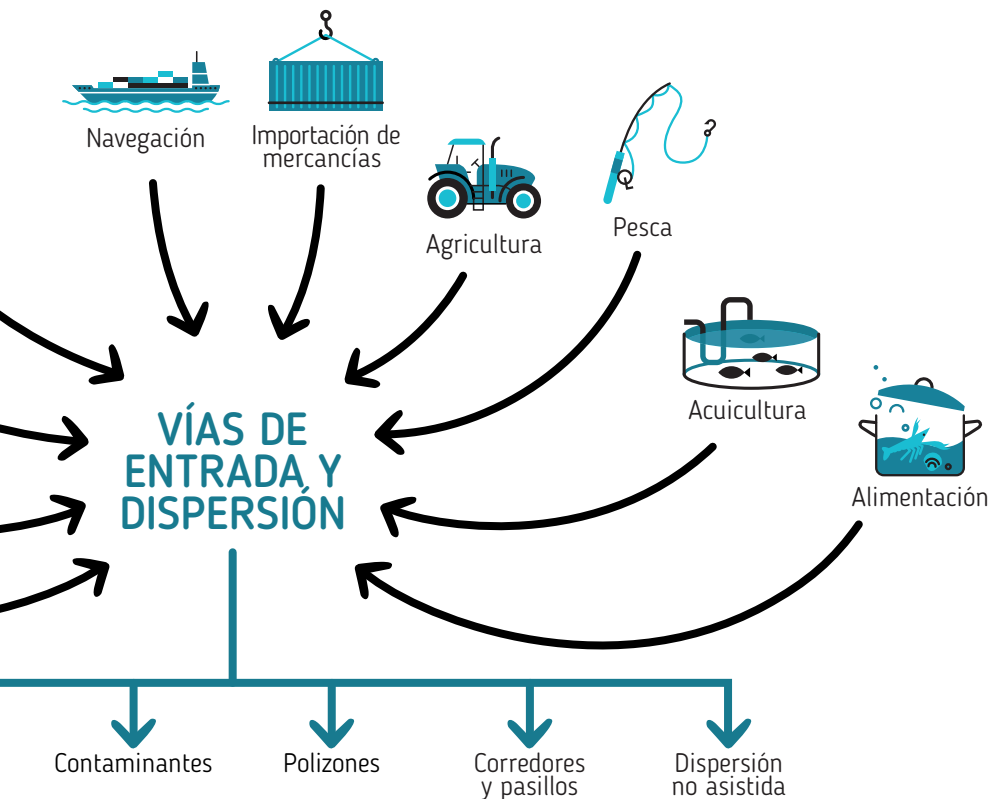 Navegación
Importación de
mercancías
Agricultura
Pesca
Acuicultura
Alimentación
VÍAS DE
ENTRADA Y
DISPERSIÓN
Contaminantes
Polizones
Corredores
y pasillos
Dispersión
no asistida